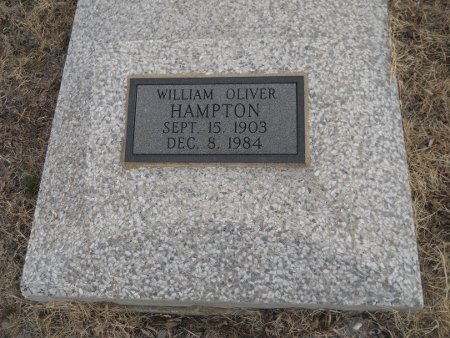 WILLIAM OLIVER
HAMPTON
SEPT. 15, 1903
DEC. 8, 1984